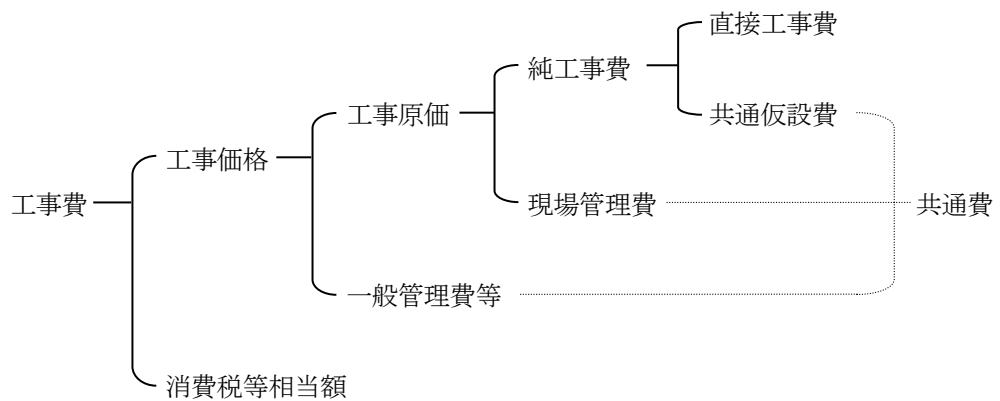 直接工事費
純工事費
工事原価
共通仮設費
工事価格
工事費
現場管理費
共通費
一般管理費等
消費税等相当額